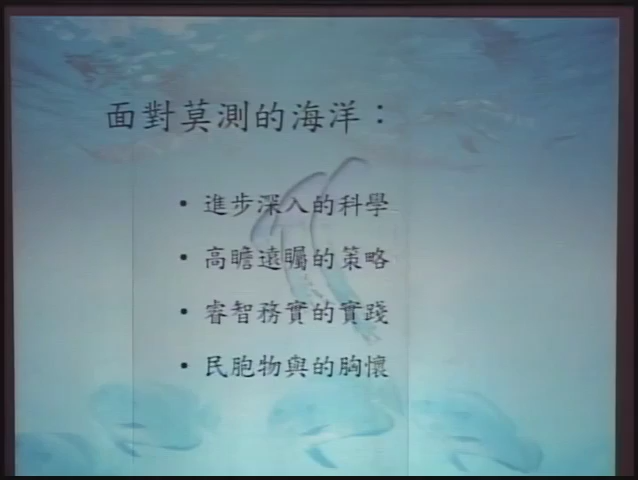 面對莫測的海洋：
• 進步深入的科學
• 高瞻遠矚的策略
• 睿智務實的實踐
• 民胞物與的胸懷